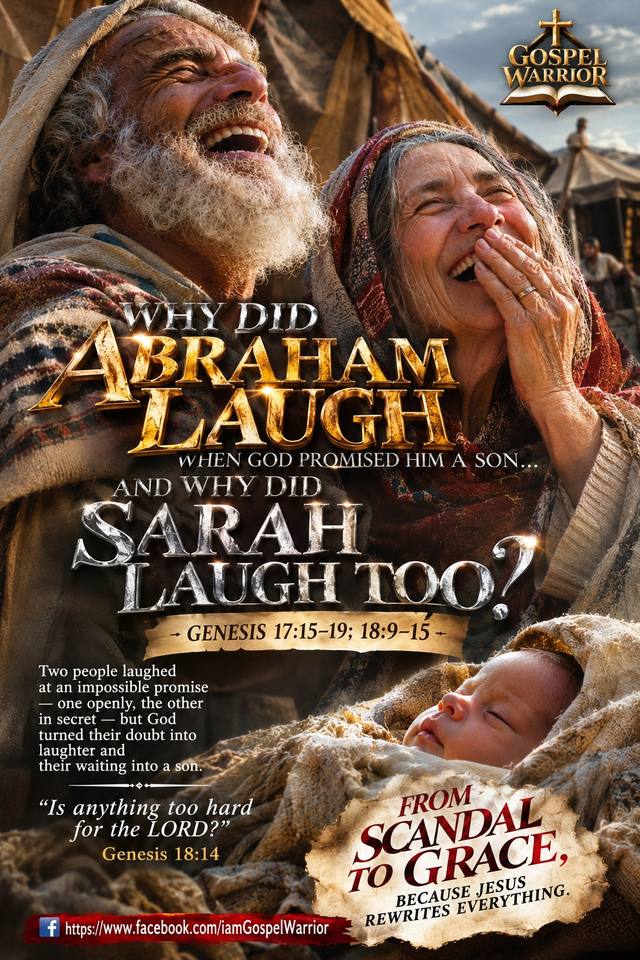 GOSPEL
WARRIOR
WHY DID
ABRAHAM
LAUGH
WHEN GOD PROMISED HIM A SON...
AND WHY DID
SARAH
LAUGH TOO?
- GENESIS 17:15–19; 18:9–15 -
Two people laughed
at an impossible promise
— one openly, the other
in secret — but God
turned their doubt into
laughter and
their waiting into a son.
“Is anything too hard
for the LORD?”
Genesis 18:14
FROM
SCANDAL
TO GRACE,
BECAUSE JESUS
REWRITES EVERYTHING.
f https://www.facebook.com/iamGospelWarrior